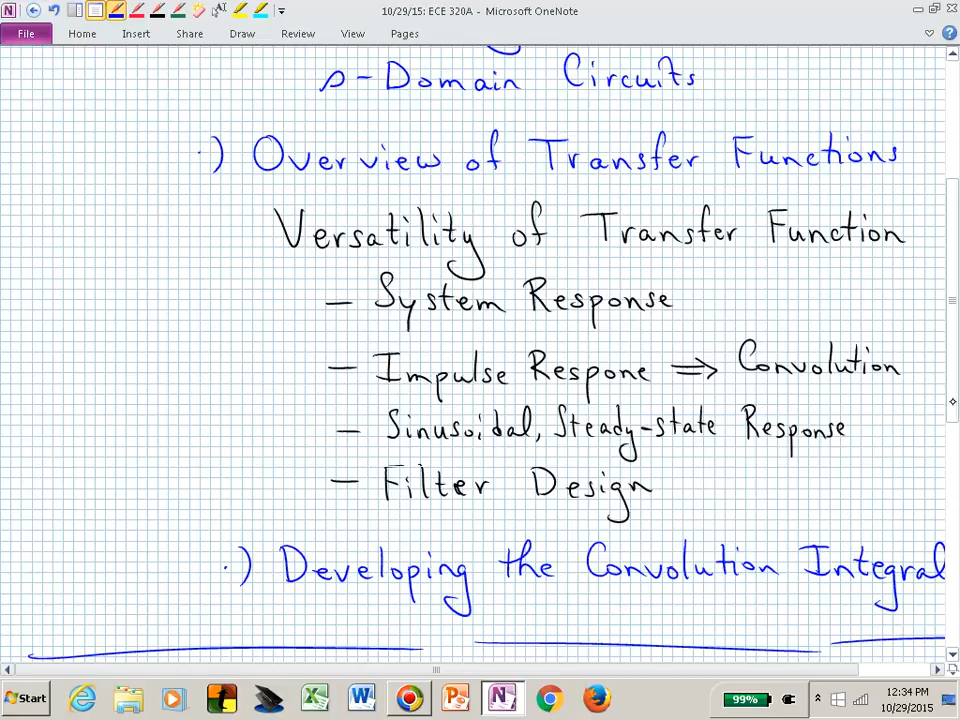 10/29/15: ECE 320A - Microsoft OneNote
File Home Insert Share Draw Review View Pages
s-Domain Circuits
·) Overview of Transfer Functions
Versatility of Transfer Function
— System Response
— Impulse Respone ⇒ Convolution
— Sinusoidal, Steady-state Response
— Filter Design
·) Developing the Convolution Integral
Start 99% 12:34 PM
10/29/2015